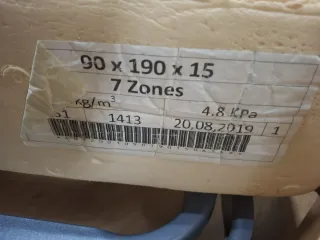 90 x 190 x 15
7 Zones
kg/m³ 4.8 KPa
1413 20.08.2019 1